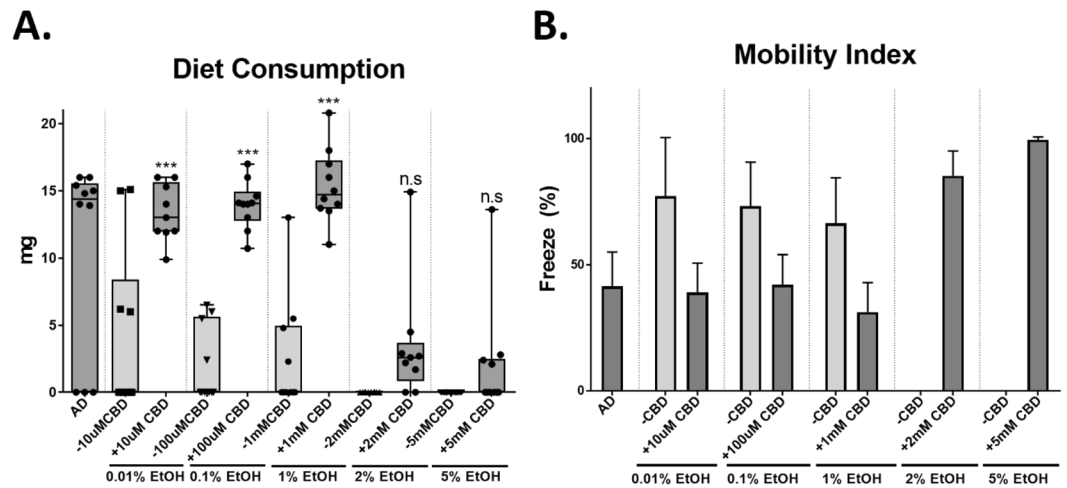 A.
Diet Consumption
mg
20
15
10
5
0
***
***
***
n.s
n.s
AD
-10uMCBD
+10uM CBD
-100uMCBD
+100uM CBD
-1mMCBD
+1mM CBD
-2mMCBD
+2mM CBD
-5mMCBD
+5mM CBD
0.01% EtOH
0.1% EtOH
1% EtOH
2% EtOH
5% EtOH
B.
Mobility Index
Freeze (%)
100
50
0
AD
-CBD
+10uM CBD
-CBD
+100uM CBD
-CBD
+1mM CBD
-CBD
+2mM CBD
-CBD
+5mM CBD
0.01% EtOH
0.1% EtOH
1% EtOH
2% EtOH
5% EtOH